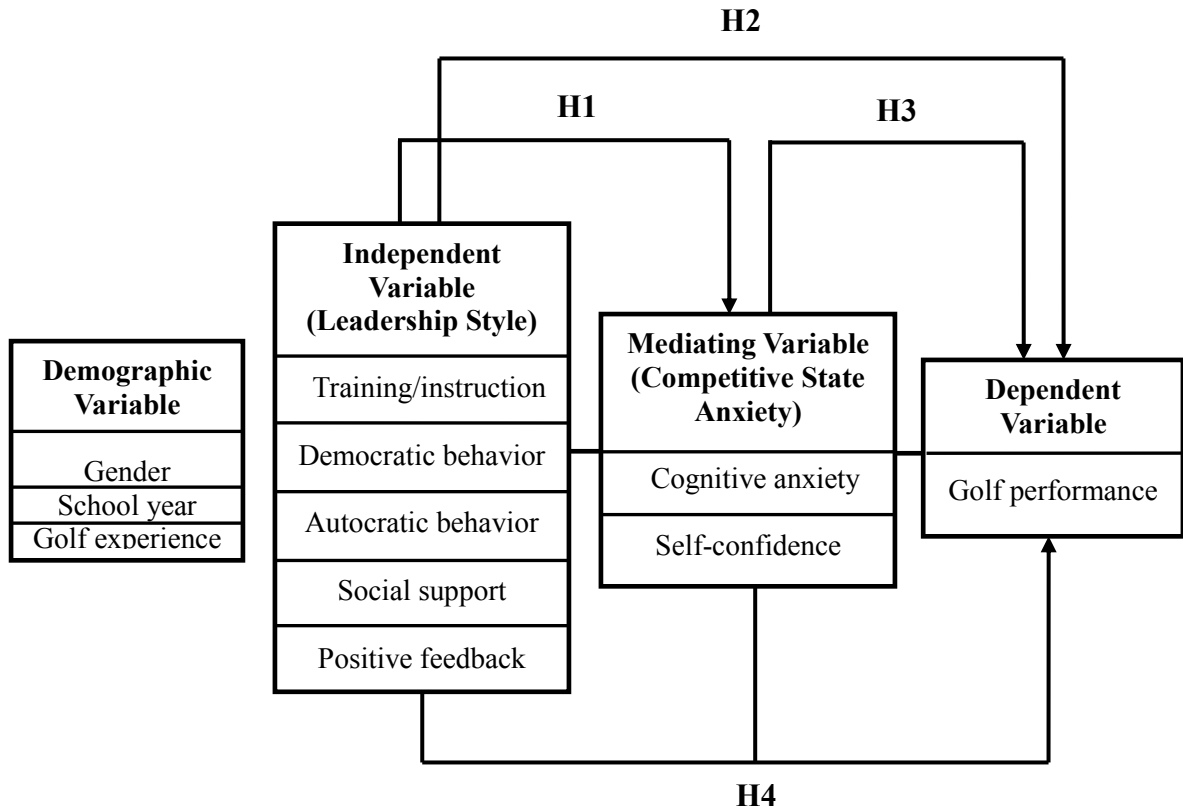 H2
H1
H3
Demographic
Variable
Gender
School year
Golf experience
Independent
Variable
(Leadership Style)
Training/instruction
Democratic behavior
Autocratic behavior
Social support
Positive feedback
Mediating Variable
(Competitive State
Anxiety)
Cognitive anxiety
Self-confidence
Dependent
Variable
Golf performance
H4